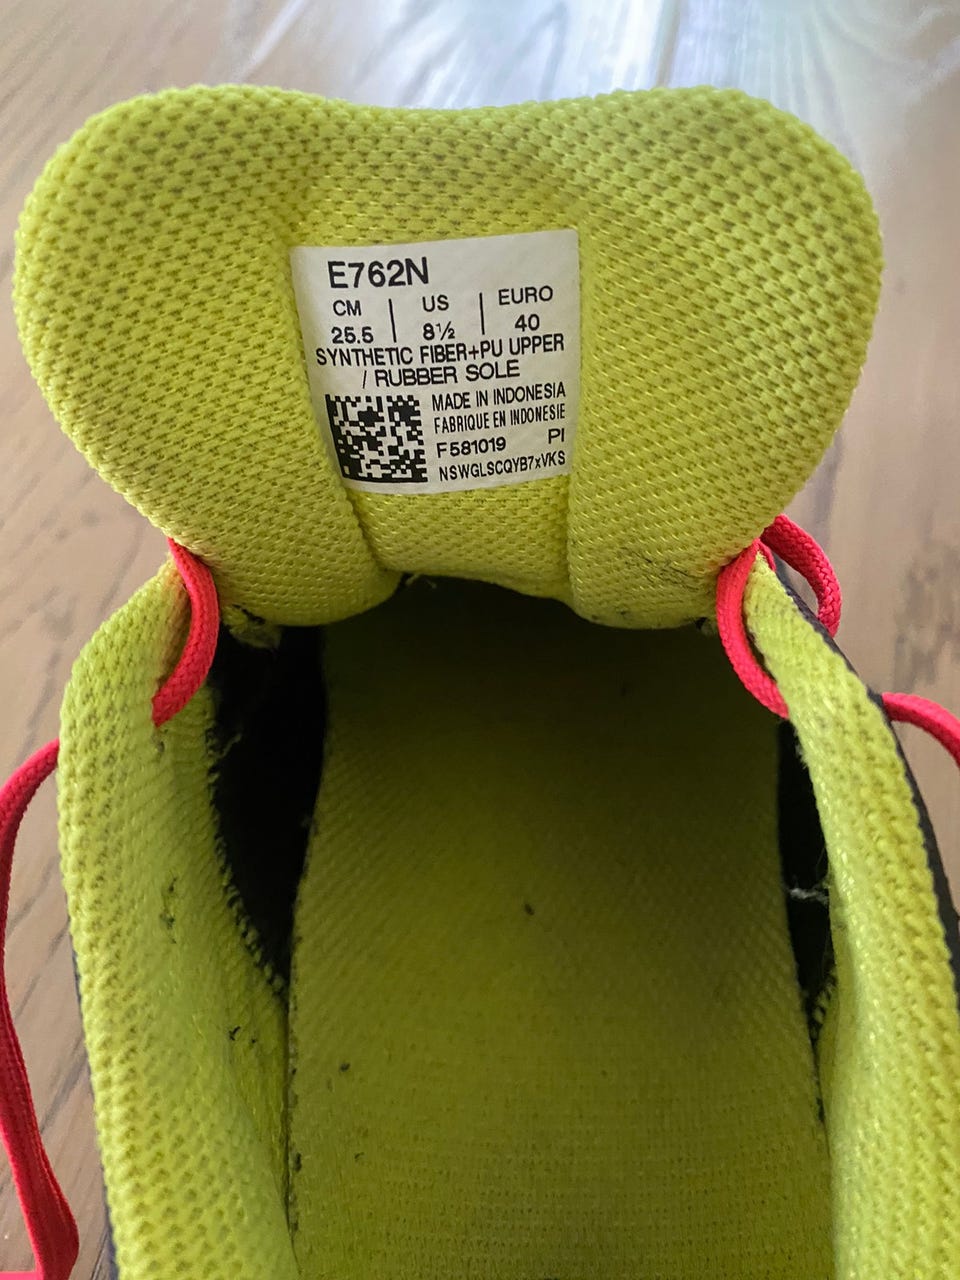 E762N
CM | US | EURO
25.5 | 8½ | 40
SYNTHETIC FIBER+PU UPPER
/ RUBBER SOLE
MADE IN INDONESIA
FABRIQUE EN INDONESIE
F581019 PI
NSWGLSCQYB7xVKS